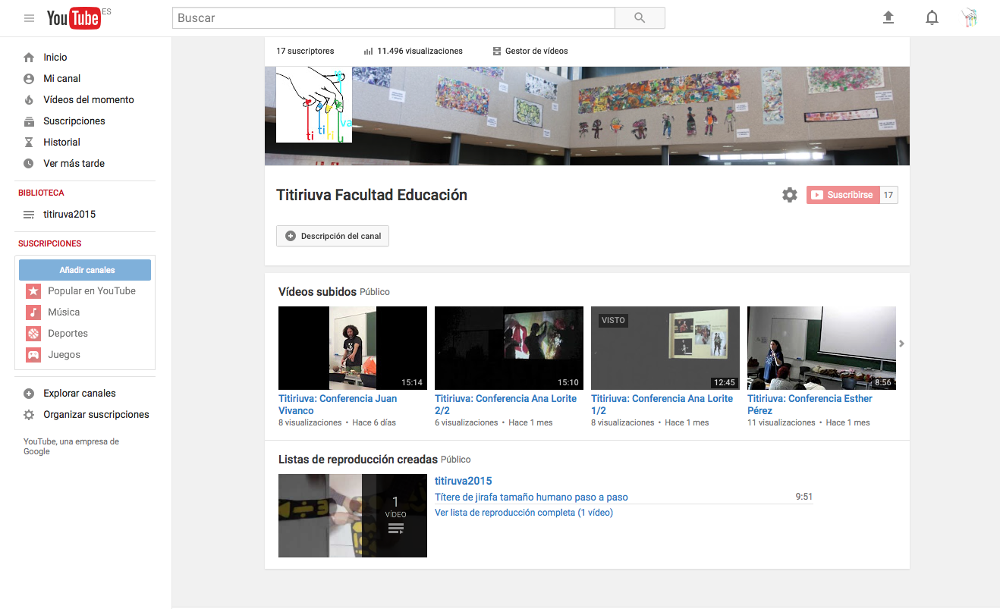 YouTube ES
Buscar
Inicio
Mi canal
Vídeos del momento
Suscripciones
Historial
Ver más tarde
BIBLIOTECA
titiruva2015
SUSCRIPCIONES
Añadir canales
Popular en YouTube
Música
Deportes
Juegos
Explorar canales
Organizar suscripciones
YouTube, una empresa de
Google
17 suscriptores
11.496 visualizaciones
Gestor de vídeos
ti
ti
ri
u
va
Titiriuva Facultad Educación
Suscribirse 17
Descripción del canal
Vídeos subidos Público
15:14
Titiriuva: Conferencia Juan
Vivanco
8 visualizaciones • Hace 6 días
15:10
Titiriuva: Conferencia Ana Lorite
2/2
6 visualizaciones • Hace 1 mes
VISTO
12:45
Titiriuva: Conferencia Ana Lorite
1/2
8 visualizaciones • Hace 1 mes
8:56
Titiriuva: Conferencia Esther
Pérez
11 visualizaciones • Hace 1 mes
Listas de reproducción creadas Público
1
VÍDEO
titiruva2015
Títere de jirafa tamaño humano paso a paso 9:51
Ver lista de reproducción completa (1 vídeo)